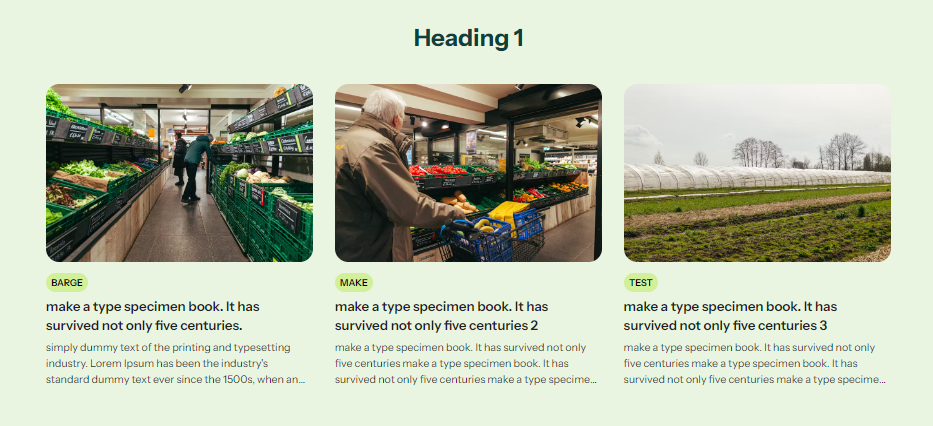 Heading 1
BARGE
make a type specimen book. It has
survived not only five centuries.
simply dummy text of the printing and typesetting
industry. Lorem Ipsum has been the industry's
standard dummy text ever since the 1500s, when an...
MAKE
make a type specimen book. It has
survived not only five centuries 2
make a type specimen book. It has survived not only
five centuries make a type specimen book. It has
survived not only five centuries make a type specime...
TEST
make a type specimen book. It has
survived not only five centuries 3
make a type specimen book. It has survived not only
five centuries make a type specimen book. It has
survived not only five centuries make a type specime...